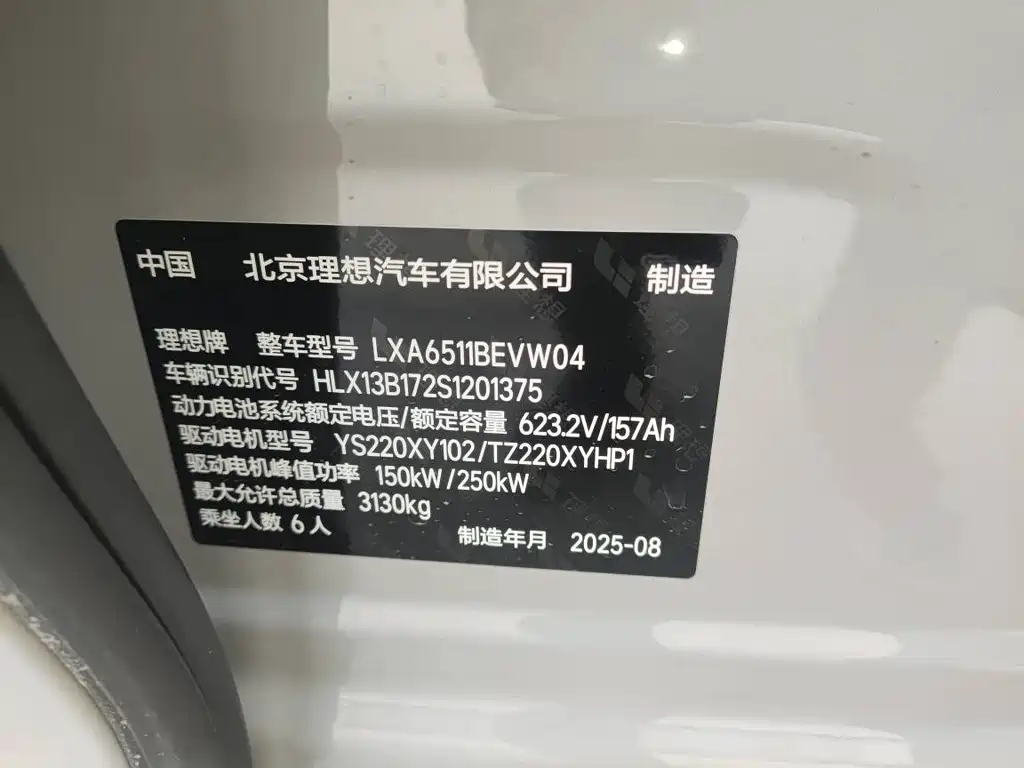 中国 北京理想汽车有限公司 制造
理想牌 整车型号 LXA6511BEVW04
车辆识别代号 HLX13B172S1201375
动力电池系统额定电压/额定容量 623.2V/157Ah
驱动电机型号 YS220XY102/TZ220XYHP1
驱动电机峰值功率 150kW/250kW
最大允许总质量 3130kg
乘坐人数 6人 制造年月 2025-08